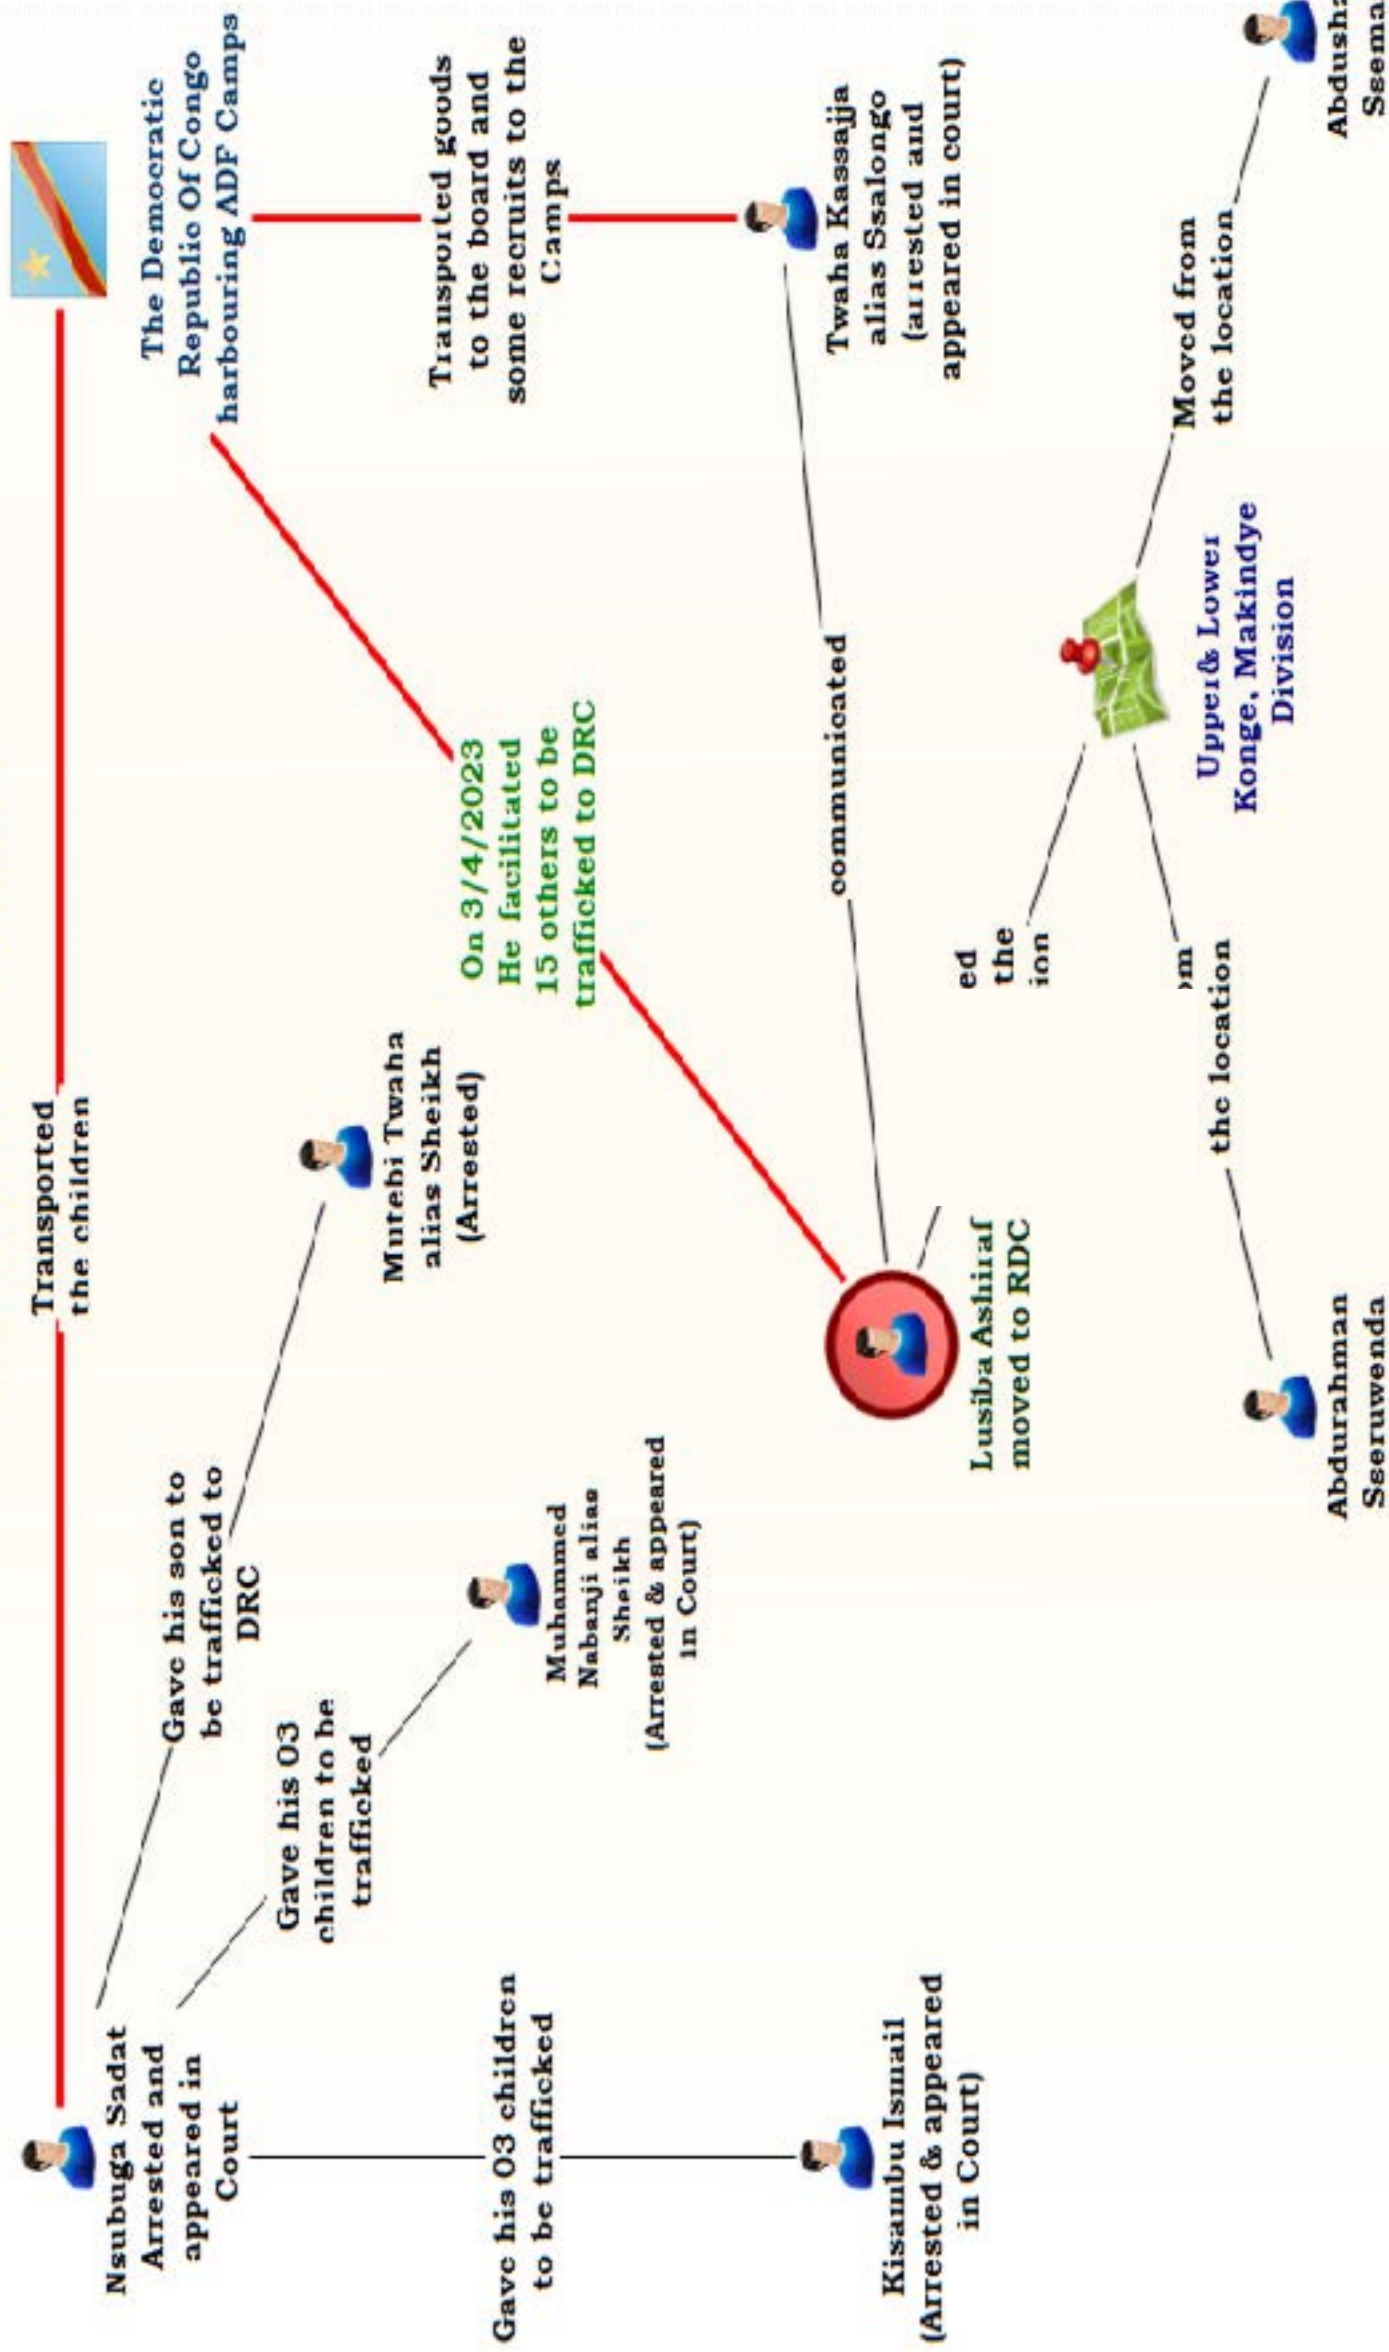 Transported
the children
Nsubuga Sadat
Arrested and
appeared in
Court
Gave his son to
be trafficked to
DRC
The Democratic
Republic Of Congo
harbouring ADF Camps
Gave his 03
children to be
trafficked
Mutebi Twaha
alias Sheikh
(Arrested)
On 3/4/2023
He facilitated
15 others to be
trafficked to DRC
Transported goods
to the board and
some recruits to the
Camps
Gave his 03 children
to be trafficked
Muhammed
Nabanji alias
Sheikh
(Arrested & appeared
in Court)
communicated
Twaha Kassajja
alias Ssalongo
(arrested and
appeared in court)
Kisambu Ismail
(Arrested & appeared
in Court)
Lusiba Ashiraf
moved to RDC
ed
the
ion
om
the location
Moved from
the location
Upper& Lower
Konge, Makindye
Division
Abdurahman
Sseruwenda
Abdusha
Ssema